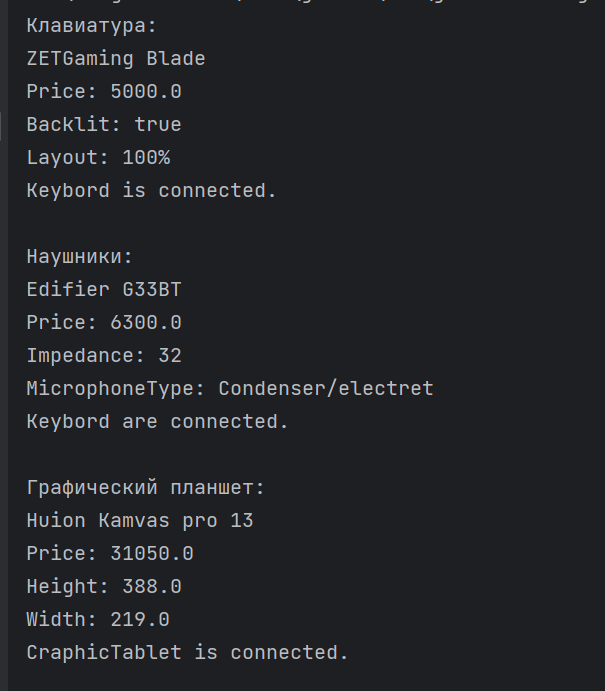 Клавиатура:
ZETGaming Blade
Price: 5000.0
Backlit: true
Layout: 100%
Keybord is connected.
Наушники:
Edifier G33BT
Price: 6300.0
Impedance: 32
MicrophoneType: Condenser/electret
Keybord are connected.
Графический планшет:
Huion Kamvas pro 13
Price: 31050.0
Height: 388.0
Width: 219.0
CraphicTablet is connected.